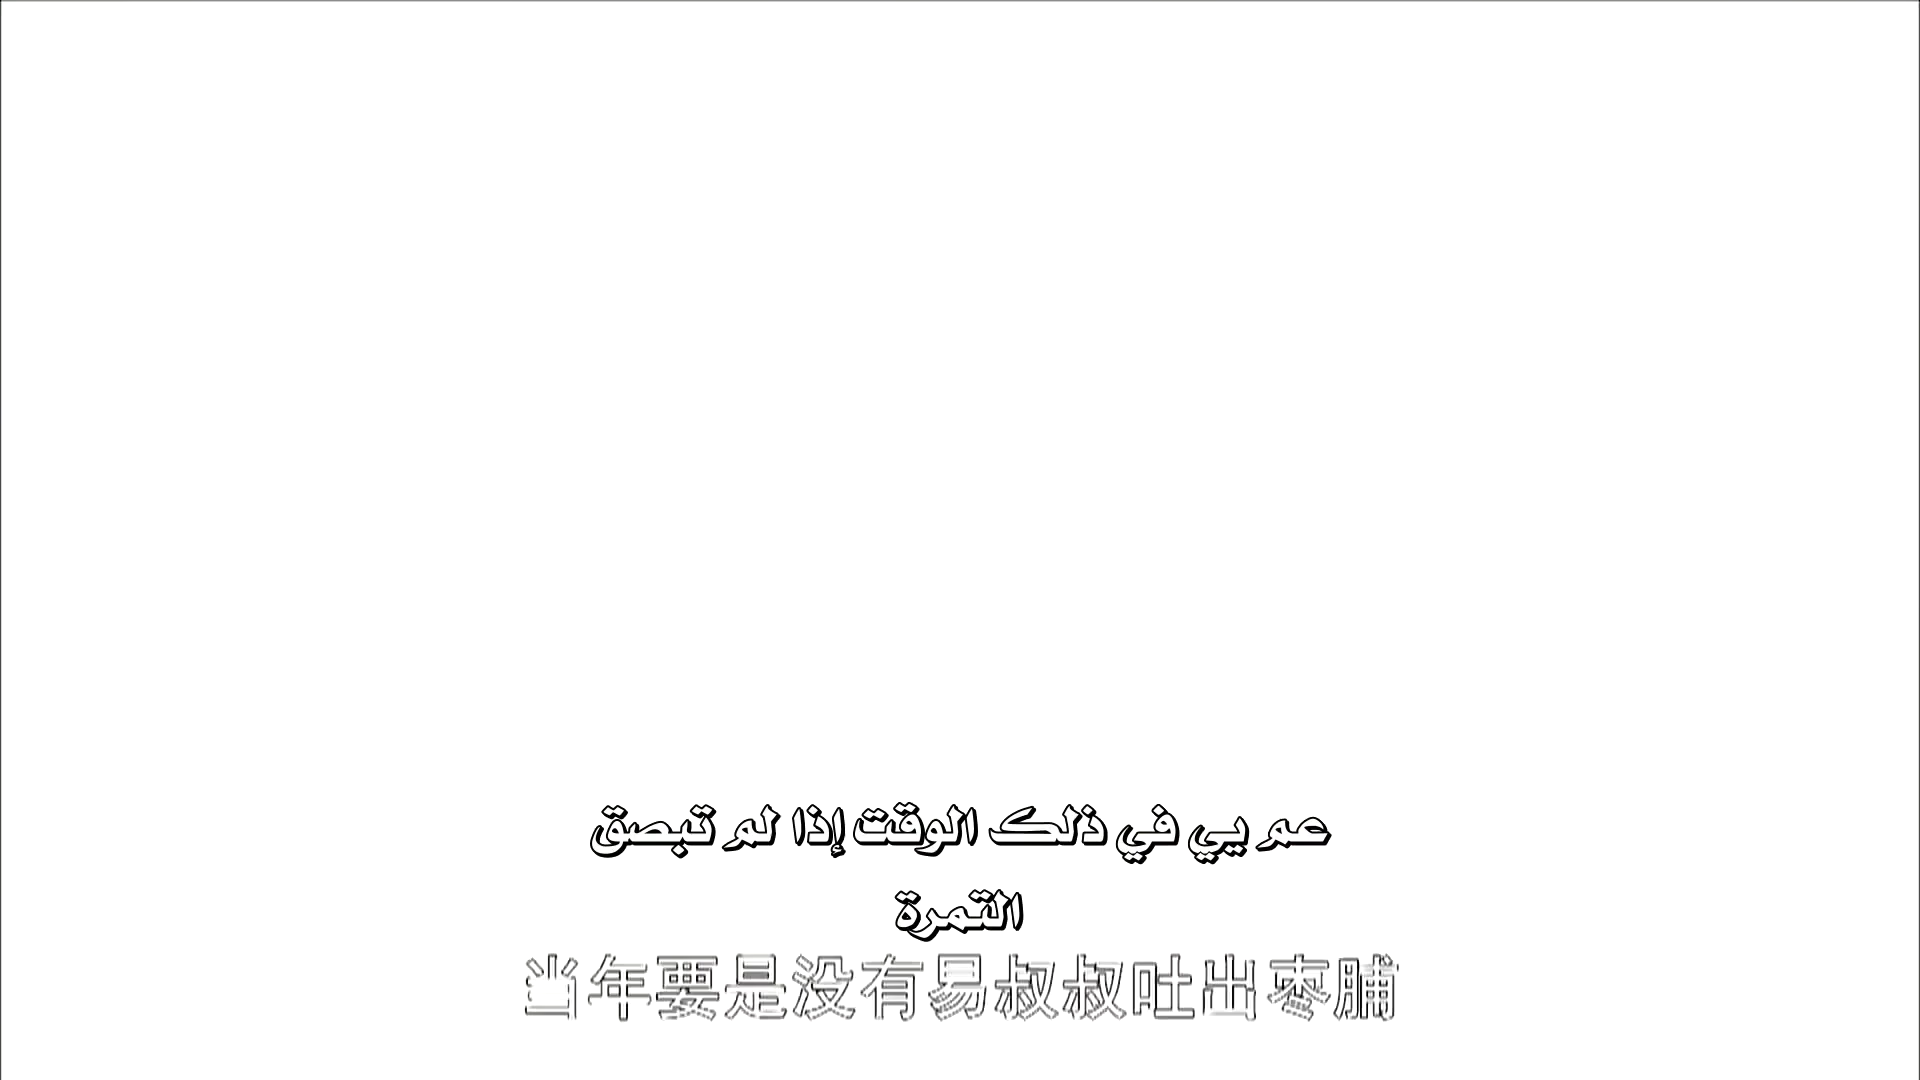 عم يي في ذلك الوقت إذا لم تبصق
التمرة
当年要是没有易叔叔吐出枣脯